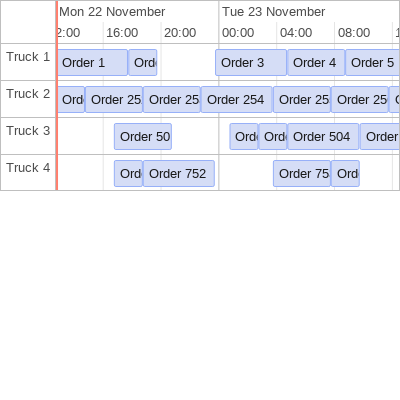 Mon 22 November Tue 23 November
2:00 16:00 20:00 00:00 04:00 08:00 1
Truck 1 Order 1 Orde Order 3 Order 4 Order 5
Truck 2 Ord Order 25 Order 25 Order 254 Order 25 Order 25 O
Truck 3 Order 50 Ord Ord Order 504 Order
Truck 4 Ord Order 752 Order 75 Ord